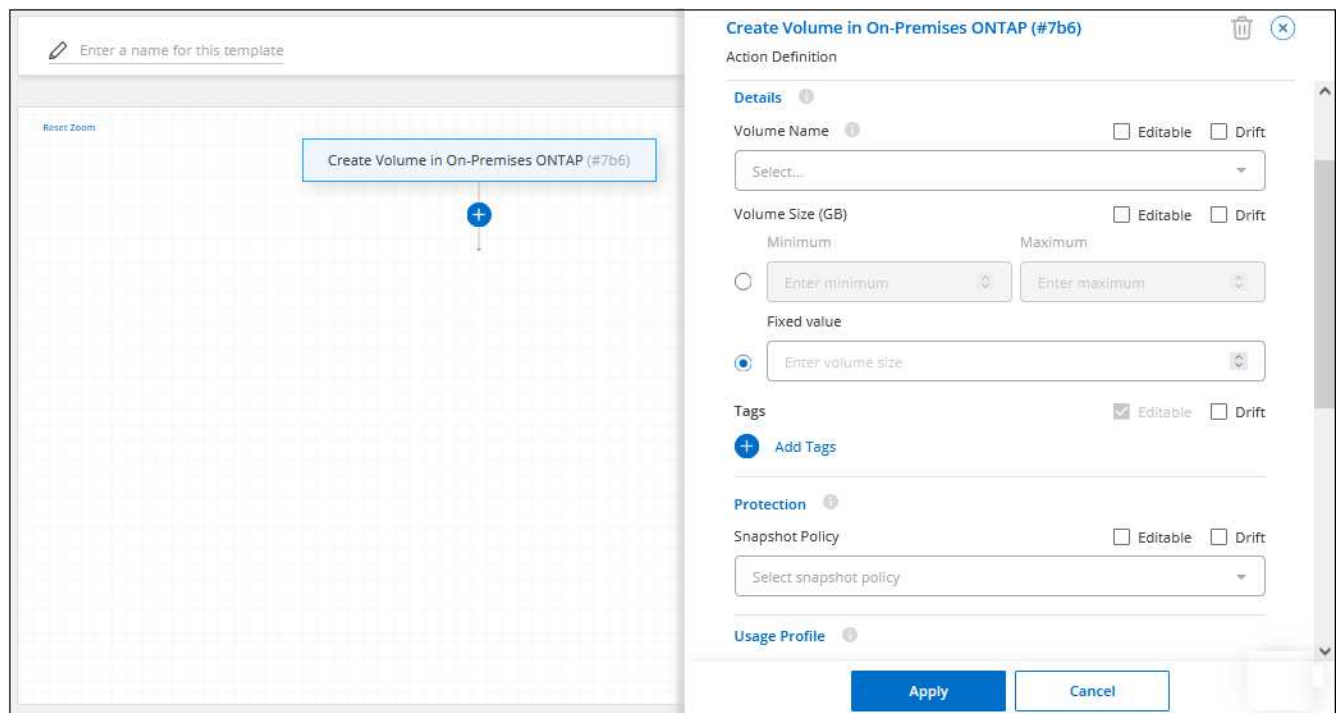 Enter a name for this template
Reset Zoom
Create Volume in On-Premises ONTAP (#7b6)
Create Volume in On-Premises ONTAP (#7b6)
Action Definition
Details
Volume Name Editable Drift
Select...
Volume Size (GB) Editable Drift
Minimum Maximum
Enter minimum Enter maximum
Fixed value
Enter volume size
Tags Editable Drift
Add Tags
Protection
Snapshot Policy Editable Drift
Select snapshot policy
Usage Profile
Apply Cancel